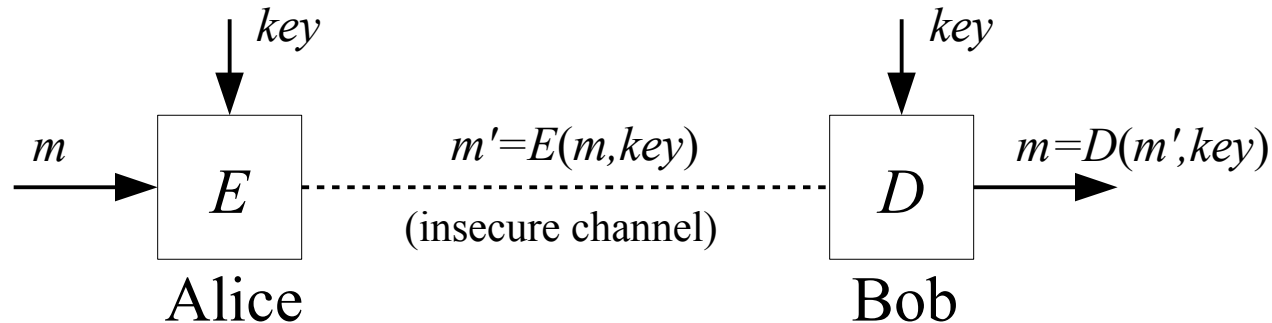 key
key
m
E
m'=E(m,key)
(insecure channel)
D
m=D(m',key)
Alice
Bob